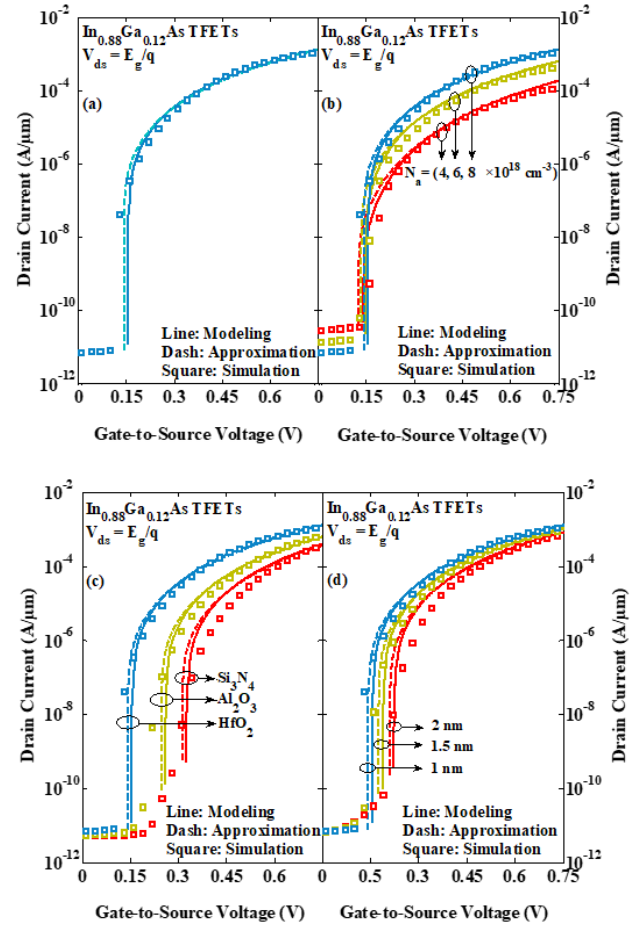 In0.88Ga0.12As TFETs
Vds = Eg/q
(a)
Line: Modeling
Dash: Approximation
Square: Simulation
Drain Current (A/μm)
10-2
10-4
10-6
10-8
10-10
10-12
0
0.15
0.3
0.45
0.6
Gate-to-Source Voltage (V)
In0.88Ga0.12As TFETs
Vds = Eg/q
(b)
Na = (4, 6, 8 ×1018 cm-3)
Line: Modeling
Dash: Approximation
Square: Simulation
Drain Current (A/μm)
10-2
10-4
10-6
10-8
10-10
10-12
0
0.15
0.3
0.45
0.6
0.75
Gate-to-Source Voltage (V)
In0.88Ga0.12As TFETs
Vds = Eg/q
(c)
Si3N4
Al2O3
HfO2
Line: Modeling
Dash: Approximation
Square: Simulation
Drain Current (A/μm)
10-2
10-4
10-6
10-8
10-10
10-12
0
0.15
0.3
0.45
0.6
Gate-to-Source Voltage (V)
In0.88Ga0.12As TFETs
Vds = Eg/q
(d)
2 nm
1.5 nm
1 nm
Line: Modeling
Dash: Approximation
Square: Simulation
Drain Current (A/μm)
10-2
10-4
10-6
10-8
10-10
10-12
0
0.5
0.3
0.45
0.6
0.75
Gate-to-Source Voltage (V)